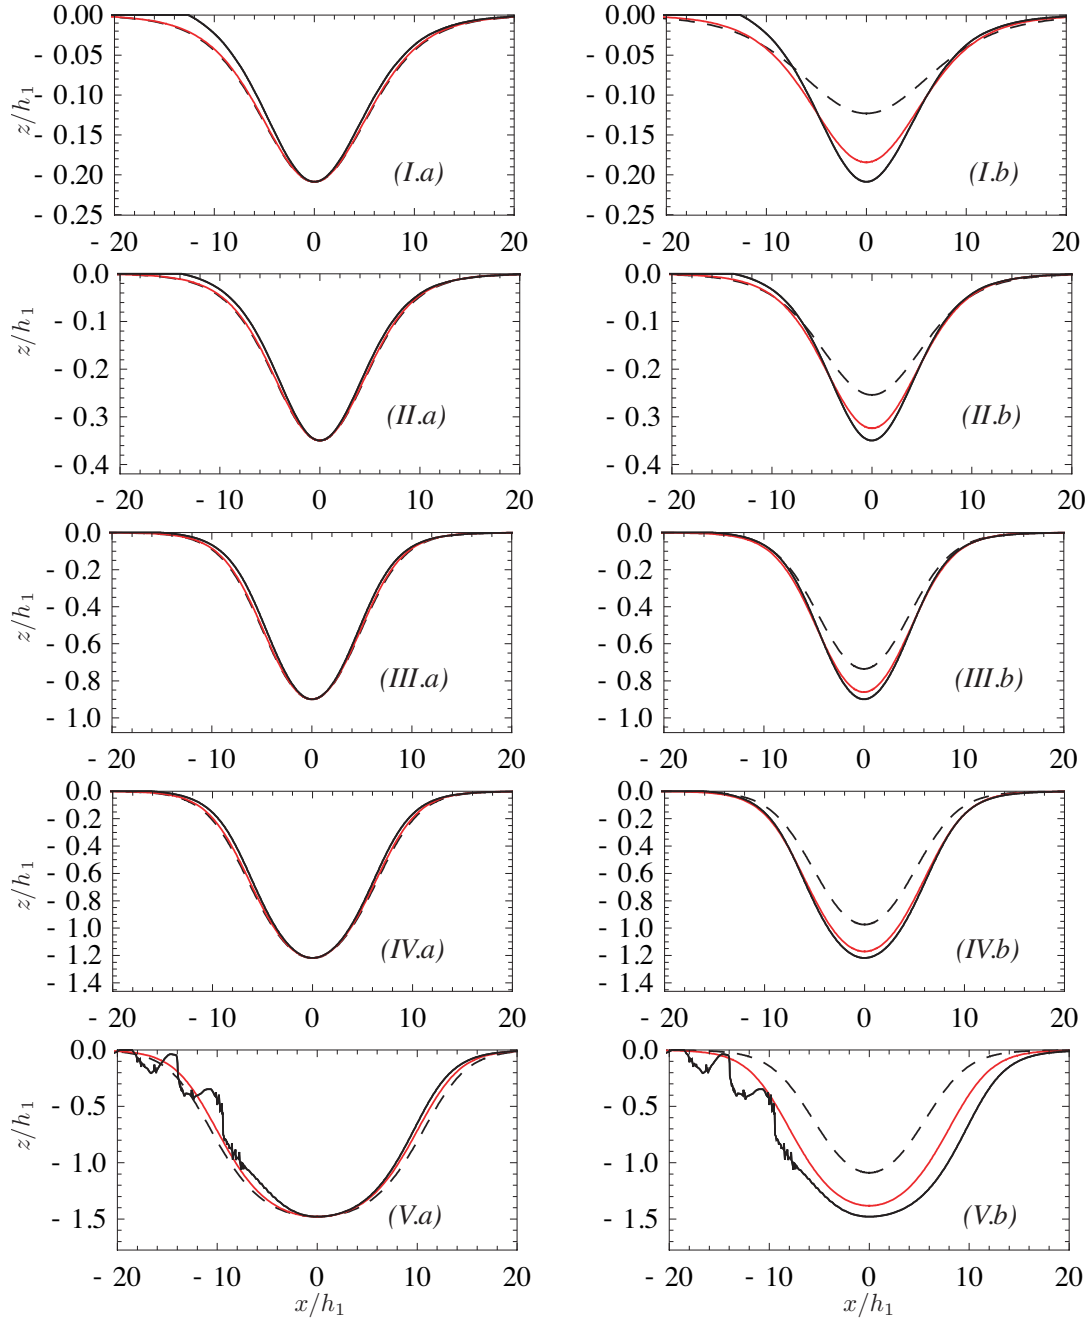 0.00 0.00
- 0.05 - 0.05
z/h1 - 0.10 - 0.10
- 0.15 - 0.15
- 0.20 (I.a) - 0.20 (I.b)
- 0.25 - 0.25
- 20 - 10 0 10 20 - 20 - 10 0 10 20
0.0 0.0
- 0.1 - 0.1
z/h1 - 0.2 - 0.2
- 0.3 (II.a) - 0.3 (II.b)
- 0.4 - 0.4
- 20 - 10 0 10 20 - 20 - 10 0 10 20
0.0 0.0
- 0.2 - 0.2
z/h1 - 0.4 - 0.4
- 0.6 - 0.6
- 0.8 (III.a) - 0.8 (III.b)
- 1.0 - 1.0
- 20 - 10 0 10 20 - 20 - 10 0 10 20
0.0 0.0
- 0.2 - 0.2
- 0.4 - 0.4
z/h1 - 0.6 - 0.6
- 0.8 - 0.8
- 1.0 - 1.0
- 1.2 (IV.a) - 1.2 (IV.b)
- 1.4 - 1.4
- 20 - 10 0 10 20 - 20 - 10 0 10 20
0.0 0.0
- 0.5 - 0.5
z/h1
- 1.0 - 1.0
- 1.5 (V.a) - 1.5 (V.b)
- 20 - 10 0 10 20 - 20 - 10 0 10 20
x/h1 x/h1